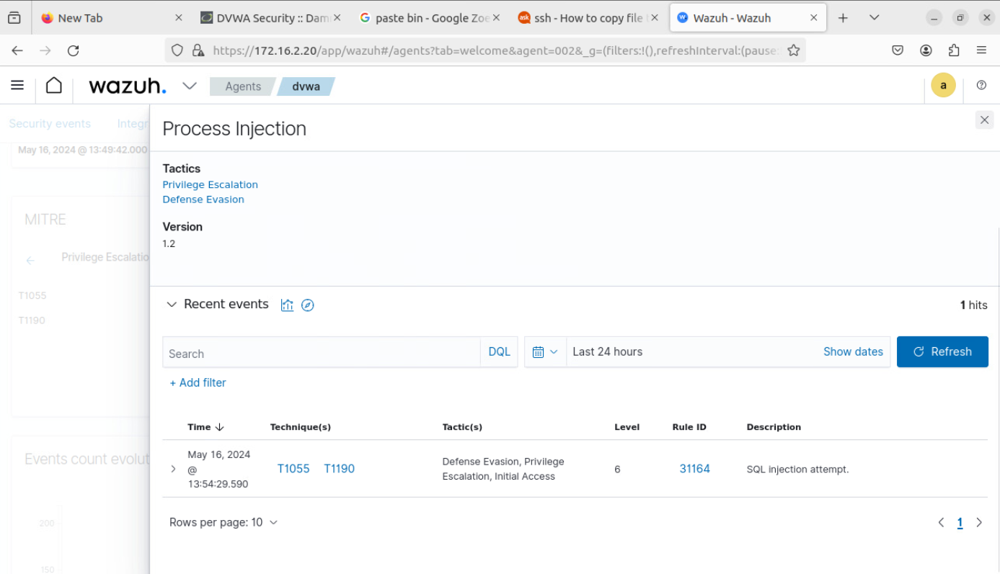 New Tab
DVWA Security :: Dam
paste bin - Google Zoe
ask
ssh - How to copy file
Wazuh - Wazuh
https://172.16.2.20/app/wazuh#/agents?tab=welcome&agent=002&_g=(filters:!(),refreshInterval:(pause:
wazuh.
Agents
dvwa
a
Security events
Integr
May 16, 2024 @ 13:49:42.000
MITRE
Privilege Escalatio
T1055
T1190
Events count evolut
200
150
Process Injection
Tactics
Privilege Escalation
Defense Evasion
Version
1.2
Recent events
1 hits
Search
DQL
Last 24 hours
Show dates
Refresh
+ Add filter
Time
Technique(s)
Tactic(s)
Level
Rule ID
Description
May 16, 2024
@
13:54:29.590
T1055
T1190
Defense Evasion, Privilege
Escalation, Initial Access
6
31164
SQL injection attempt.
Rows per page: 10
1